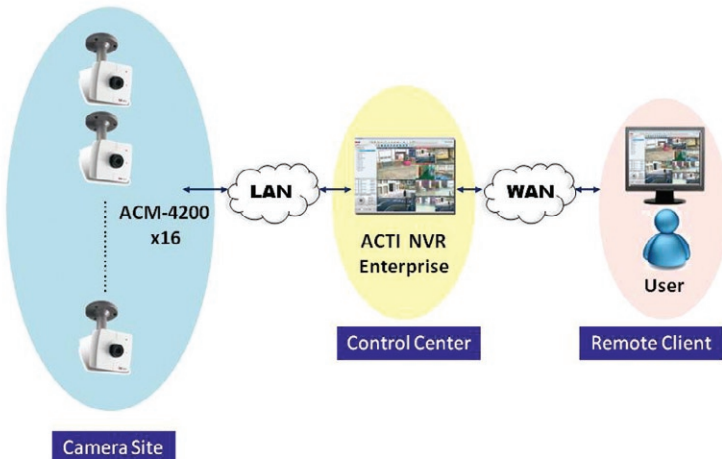 ACM-4200
x16
LAN
ACTi NVR
Enterprise
WAN
User
Control Center
Remote Client
Camera Site